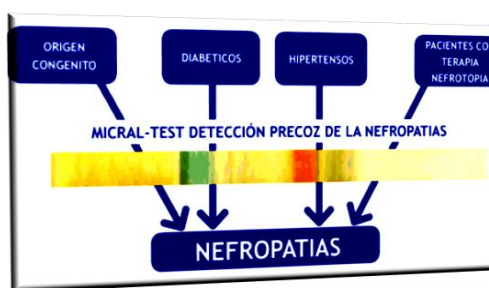 ORIGEN
CONGENITO
DIABETICOS
HIPERTENSOS
PACIENTES CO
TERAPIA
NEFROTOPIA
MICRAL-TEST DETECCIÓN PRECOZ DE LA NEFROPATIAS
NEFROPATIAS